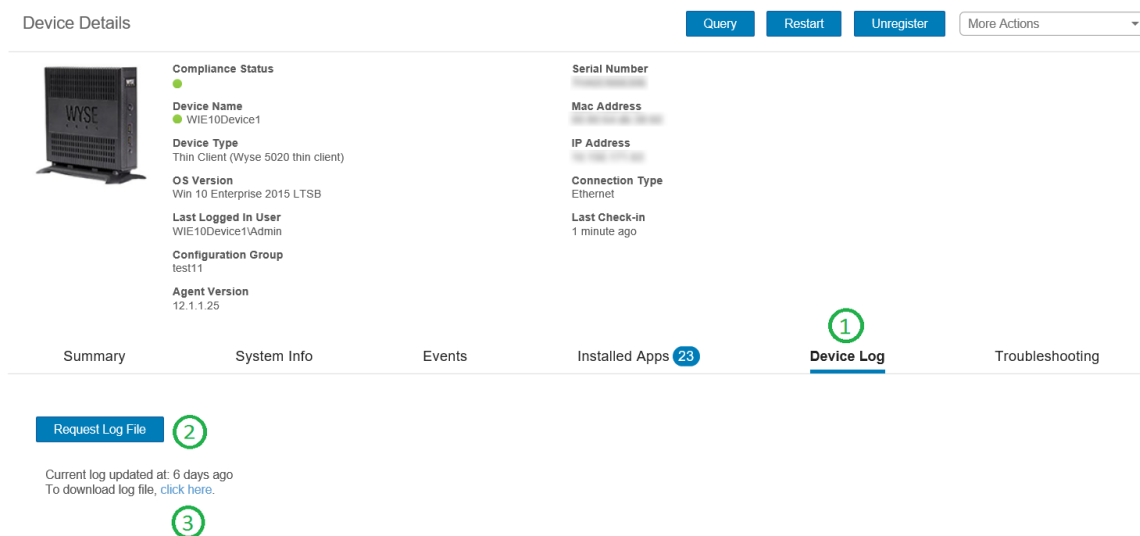 Device Details
Query
Restart
Unregister
More Actions
WYSE
Compliance Status
Device Name
WIE10Device1
Device Type
Thin Client (Wyse 5020 thin client)
OS Version
Win 10 Enterprise 2015 LTSB
Last Logged In User
WIE10Device1\Admin
Configuration Group
test11
Agent Version
12.1.1.25
Serial Number
Mac Address
IP Address
Connection Type
Ethernet
Last Check-in
1 minute ago
1
Summary
System Info
Events
Installed Apps 23
Device Log
Troubleshooting
Request Log File
2
Current log updated at: 6 days ago
To download log file, click here.
3